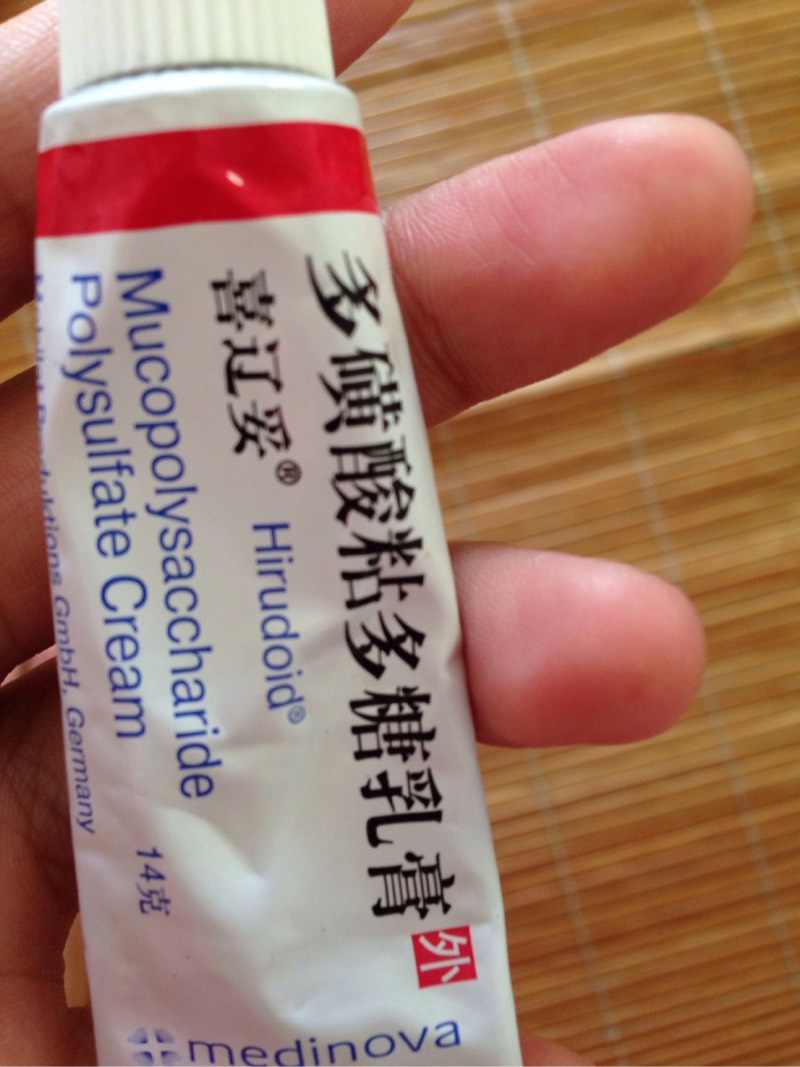 多磺酸粘多糖乳膏
外
喜辽妥® Hirudoid®
Mucopolysaccharide
Polysulfate Cream
14克
Produktions GmbH, Germany
medinova